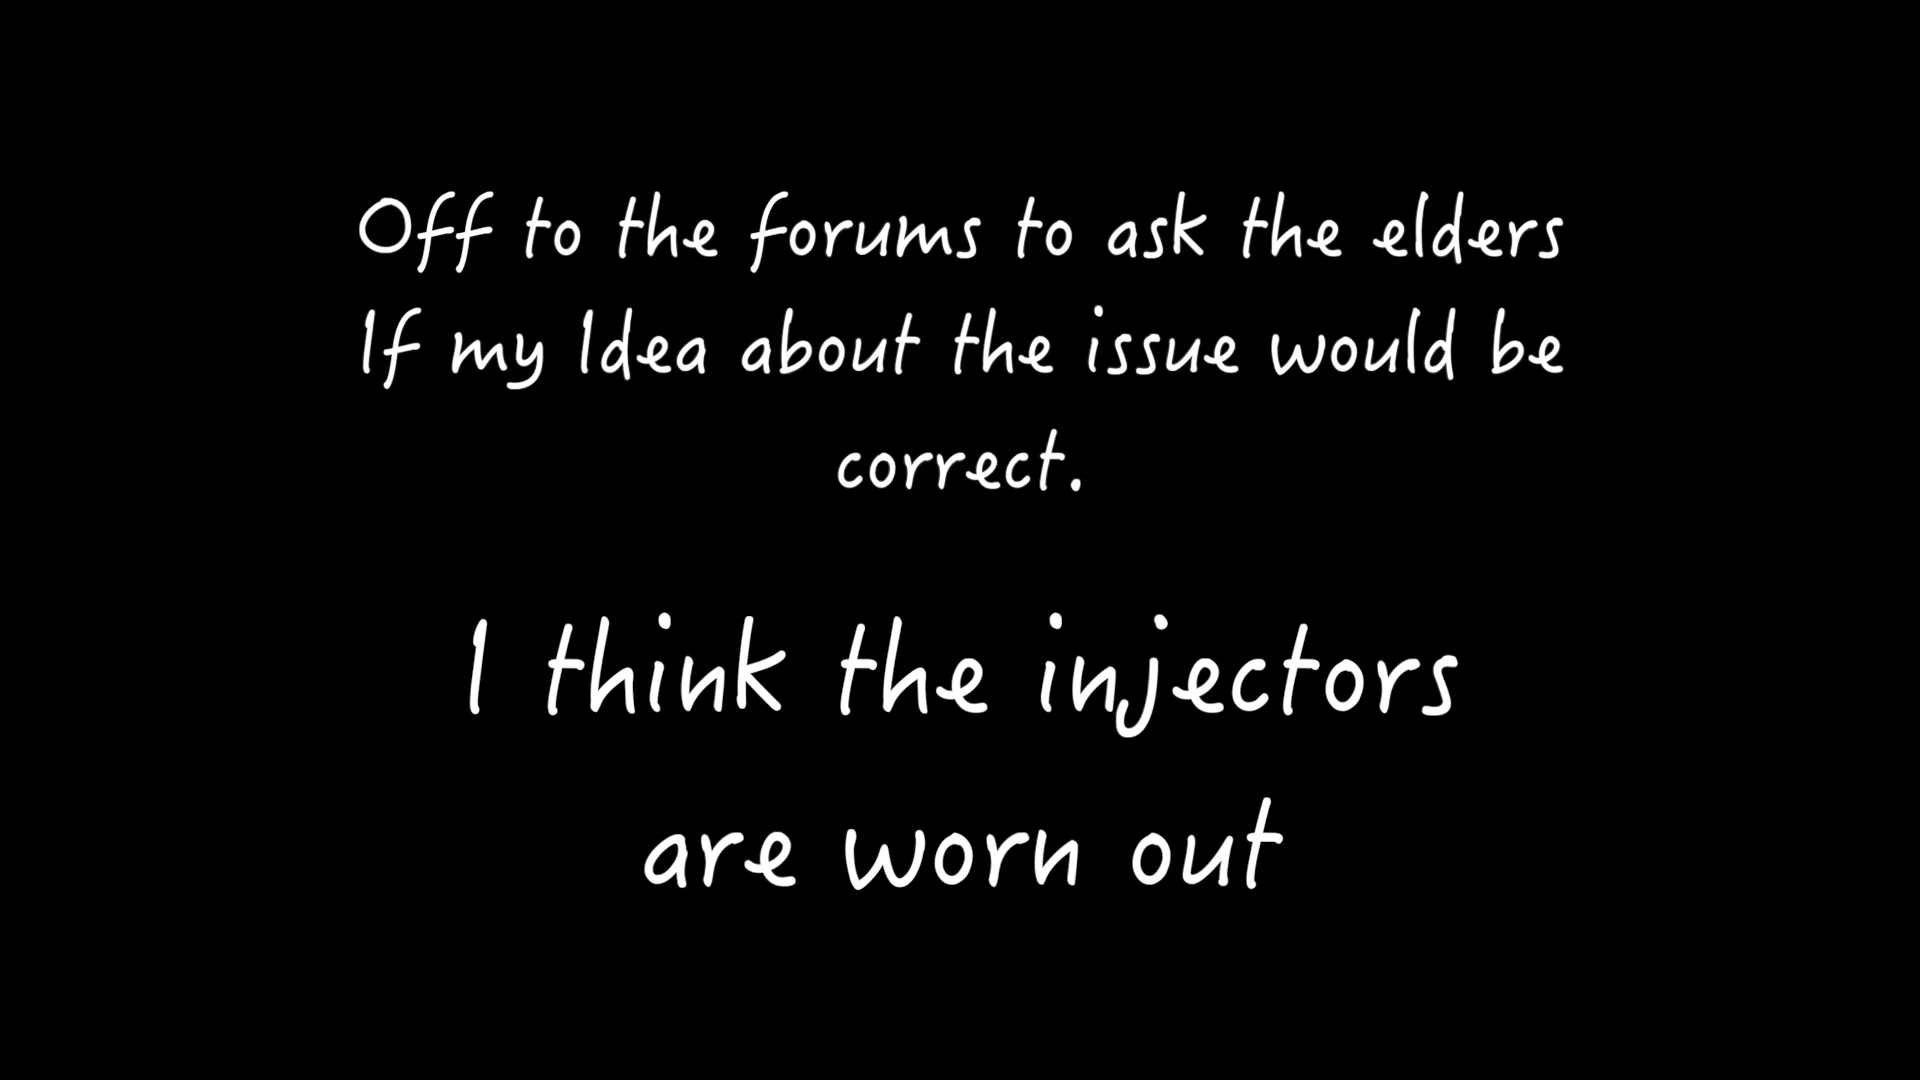 Off to the forums to ask the elders
If my Idea about the issue would be
correct.
I think the injectors
are worn out